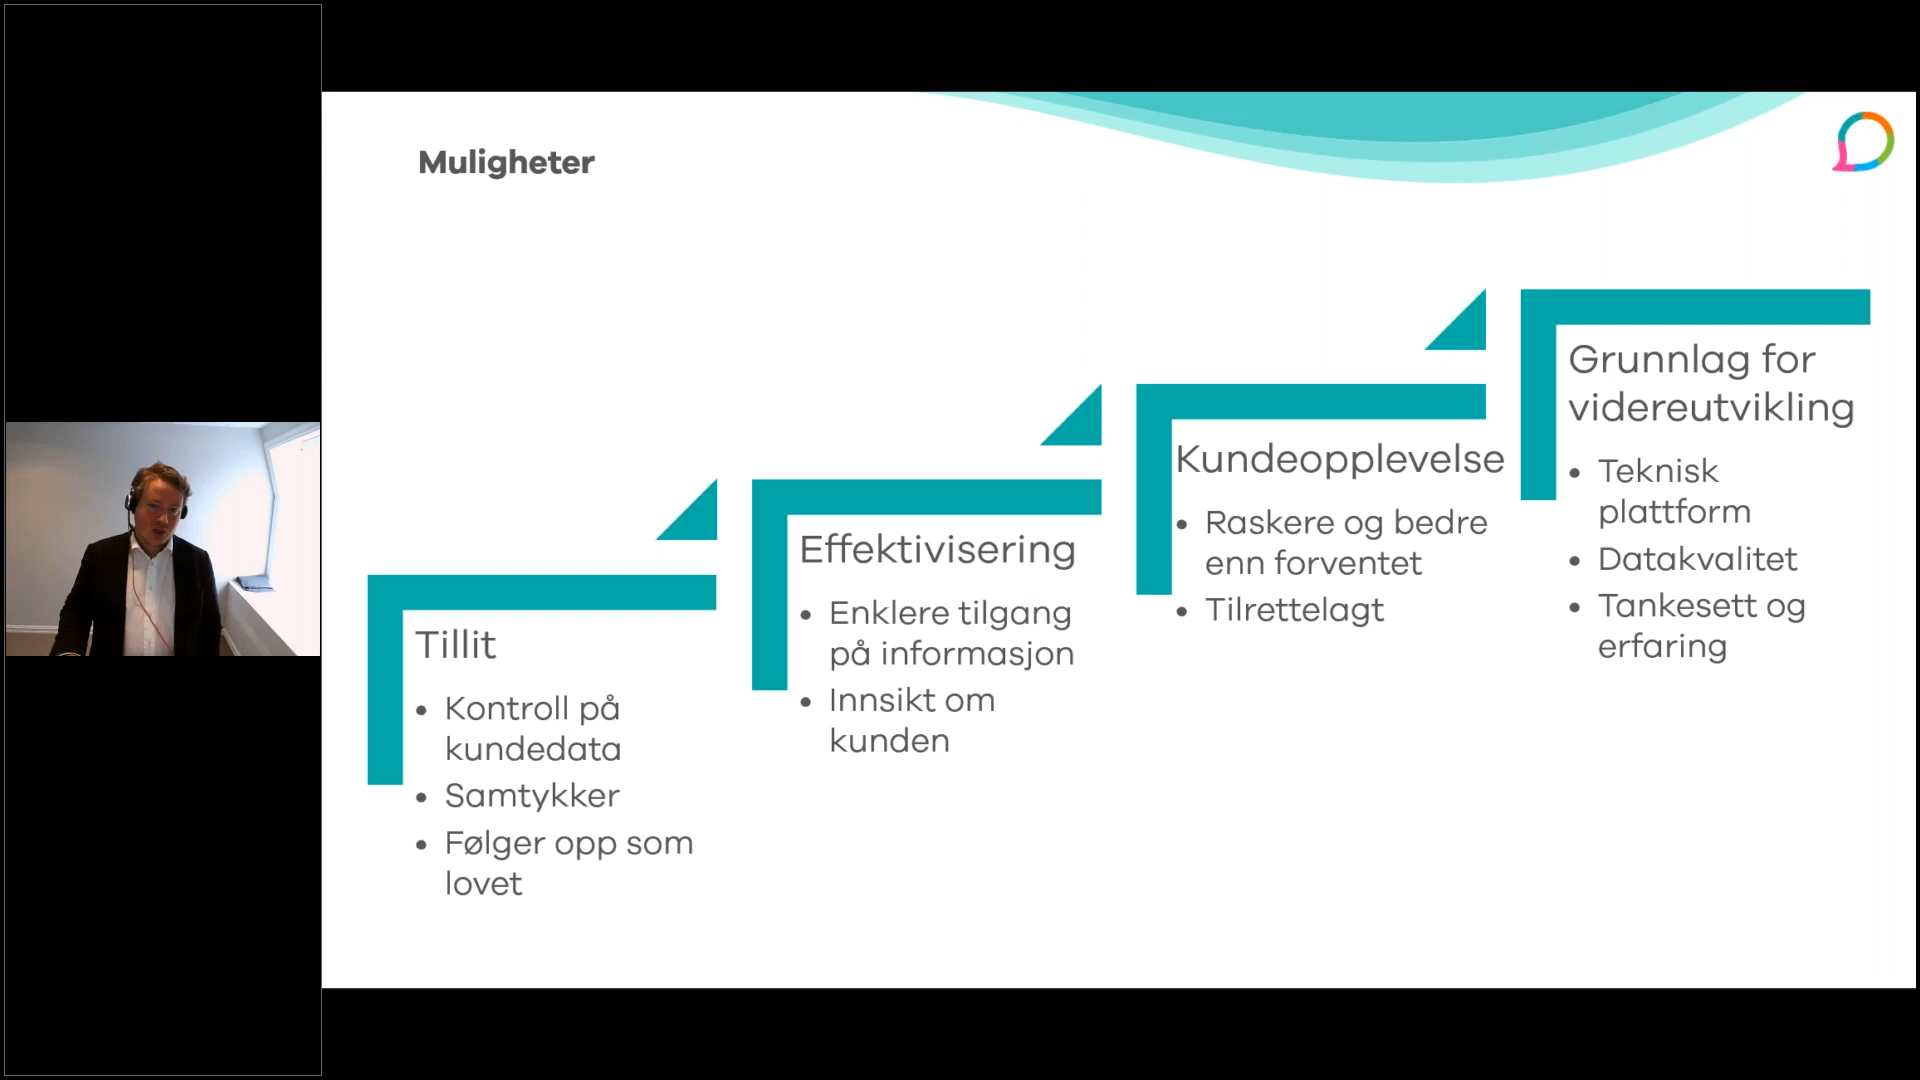 Muligheter
Tillit
• Kontroll på
kundedata
• Samtykker
• Følger opp som
lovet
Effektivisering
• Enklere tilgang
på informasjon
• Innsikt om
kunden
Kundeopplevelse
• Raskere og bedre
enn forventet
• Tilrettelagt
Grunnlag for
videreutvikling
• Teknisk
plattform
• Datakvalitet
• Tankesett og
erfaring